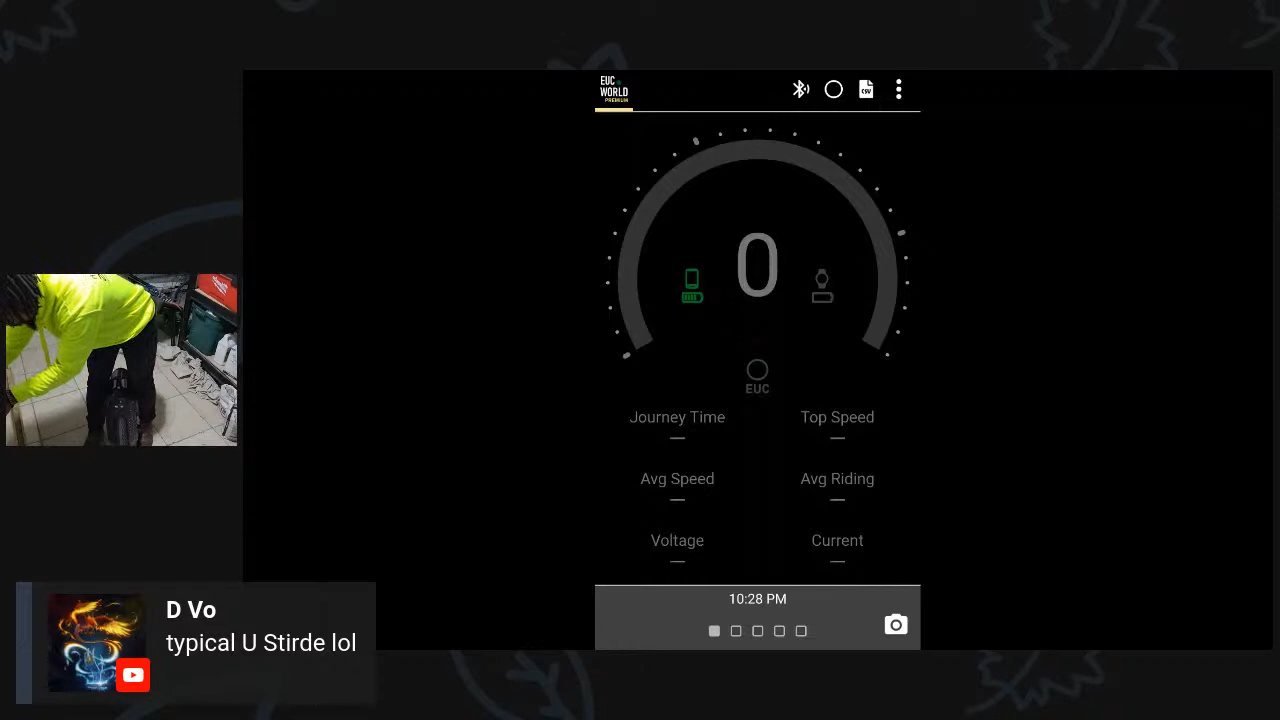 EUC
WORLD
PREMIUM
CSV
0
EUC
Journey Time
Top Speed
—
—
Avg Speed
Avg Riding
—
—
Voltage
Current
—
—
10:28 PM
D Vo
typical U Stirde lol